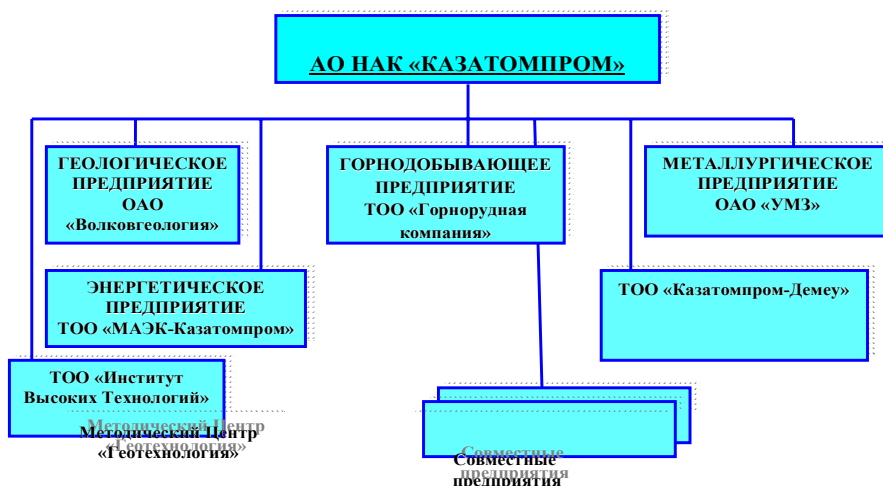 АО НАК «КАЗАТОМПРОМ»
ГЕОЛОГИЧЕСКОЕ
ПРЕДПРИЯТИЕ
ОАО
«Волковгеология»
ГОРНОДОБЫВАЮЩЕЕ
ПРЕДПРИЯТИЕ
ТОО «Горнорудная
компания»
МЕТАЛЛУРГИЧЕСКОЕ
ПРЕДПРИЯТИЕ
ОАО «УМЗ»
ЭНЕРГЕТИЧЕСКОЕ
ПРЕДПРИЯТИЕ
ТОО «МАЭК-Казатомпром»
ТОО «Казатомпром-Демеу»
ТОО «Институт
Высоких Технологий»
Методический Центр
«Геотехнология»
Совместные
предприятия